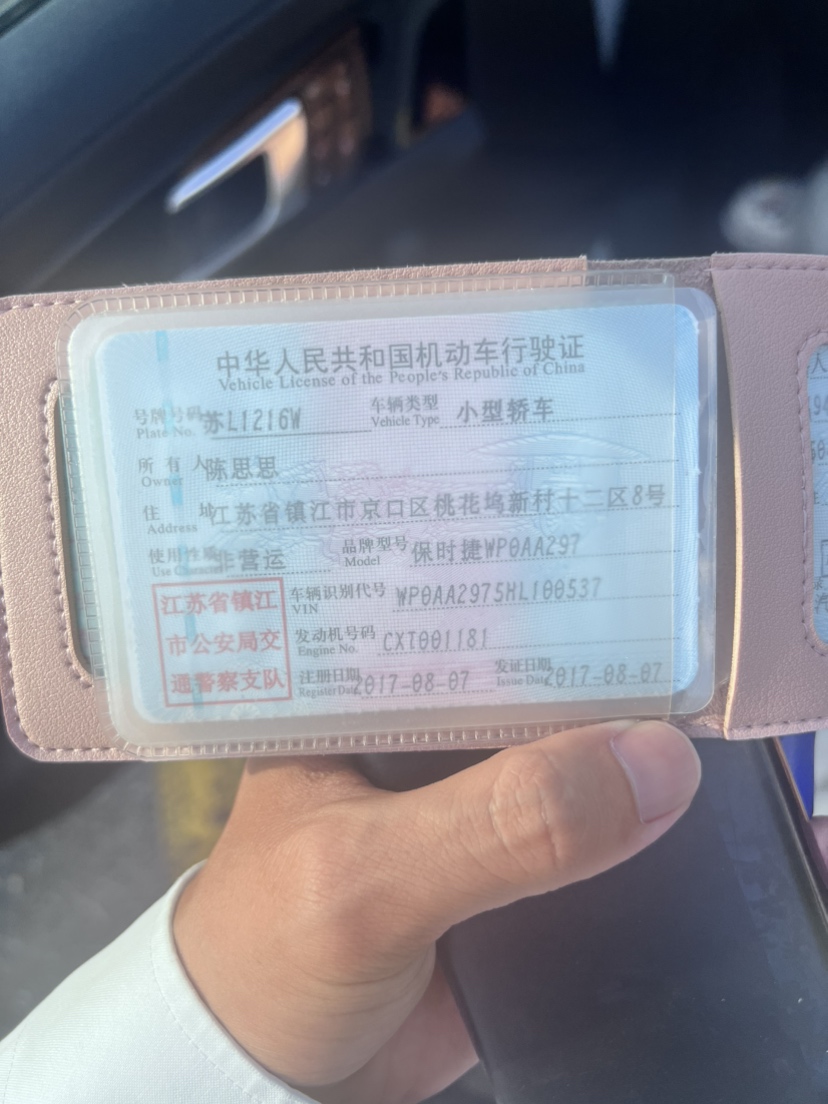 中华人民共和国机动车行驶证
Vehicle License of the People's Republic of China
号牌号码 苏L1216W 车辆类型 小型轿车
Plate No. Vehicle Type
所有人 陈思思
Owner
住址 江苏省镇江市京口区桃花坞新村十二区8号
Address
使用性质 非营运 品牌型号 保时捷WP0AA297
Use Character Model
江苏省镇江 车辆识别代号 WP0AA2975HL100537
VIN
市公安局交 发动机号码 CXT001181
Engine No.
通警察支队 注册日期 2017-08-07 发证日期 2017-08-07
Register Date Issue Date